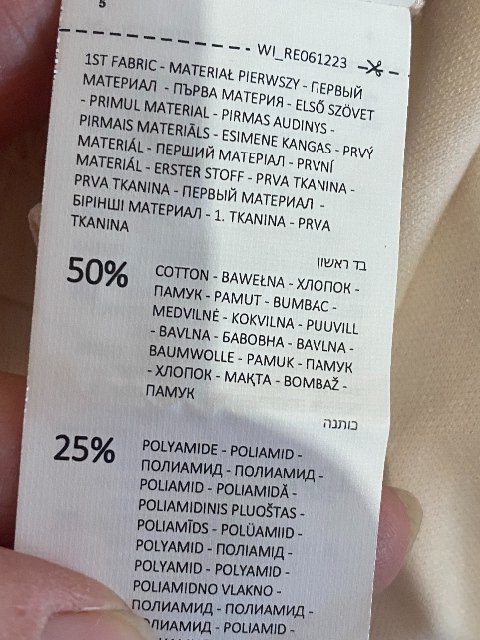 5
WI_RE061223
1ST FABRIC - MATERIAŁ PIERWSZY - ПЕРВЫЙ
МАТЕРИАЛ - ПЪРВА МАТЕРИЯ - ELSŐ SZÖVET
- PRIMUL MATERIAL - PIRMAS AUDINYS -
PIRMAIS MATERIĀLS - ESIMENE KANGAS - PRVÝ
MATERIÁL - ПЕРШИЙ МАТЕРІАЛ - PRVNÍ
MATERIÁL - ERSTER STOFF - PRVA TKANINA -
PRVA TKANINA - ПЕРВЫЙ МАТЕРИАЛ -
БІРІНШІ МАТЕРИАЛ - 1. TKANINA - PRVA
TKANINA
בד ראשון
50% COTTON - BAWEŁNA - ХЛОПОК -
ПАМУК - PAMUT - BUMBAC -
MEDVILNĖ - KOKVILNA - PUUVILL
- BAVLNA - БАВОВНА - BAVLNA -
BAUMWOLLE - PAMUK - ПАМУК
- ХЛОПОК - МАҚТА - BOMBAŽ -
ПАМУК
כותנה
25% POLYAMIDE - POLIAMID -
ПОЛИАМИД - ПОЛИАМИД -
POLIAMID - POLIAMIDĂ -
POLIAMIDINIS PLUOŠTAS -
POLIAMĪDS - POLÜAMIID -
POLYAMID - ПОЛІАМІД -
POLYAMID - POLYAMID -
POLIAMIDNO VLAKNO -
ПОЛИАМИД - ПОЛИАМИД -
ПОЛИАМИД - POLIAMID -